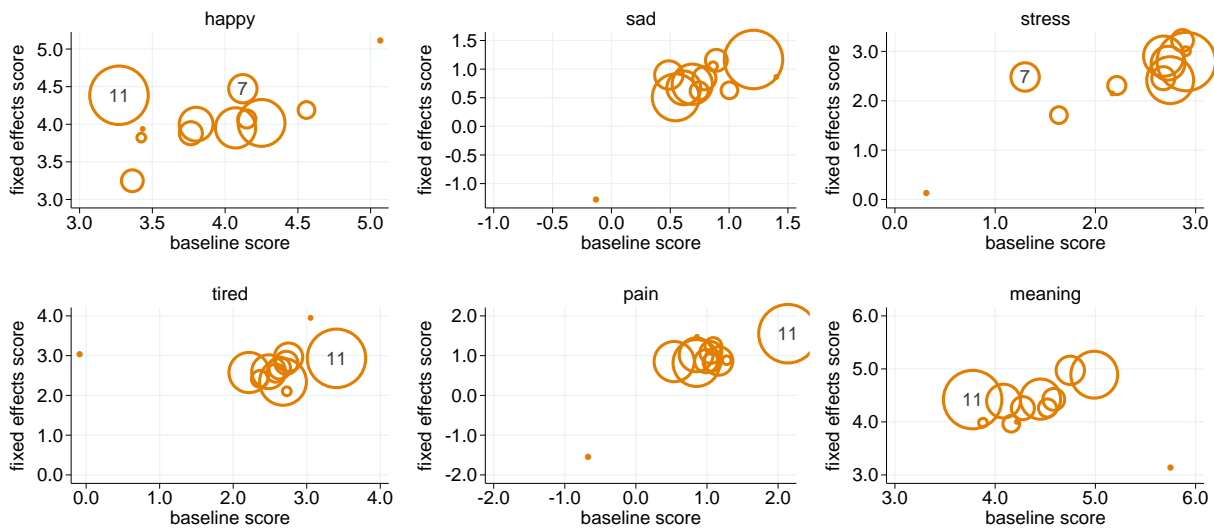 happy
fixed effects score
5.0
4.5
4.0
3.5
3.0
11
7
3.0 3.5 4.0 4.5 5.0
baseline score
sad
fixed effects score
1.5
1.0
0.5
0.0
-0.5
-1.0
-1.0 -0.5 0.0 0.5 1.0 1.5
baseline score
stress
fixed effects score
3.0
2.0
1.0
0.0
7
0.0 1.0 2.0 3.0
baseline score
tired
fixed effects score
4.0
3.0
2.0
1.0
0.0
11
0.0 1.0 2.0 3.0 4.0
baseline score
pain
fixed effects score
2.0
1.0
0.0
-1.0
-2.0
11
-2.0 -1.0 0.0 1.0 2.0
baseline score
meaning
fixed effects score
6.0
5.0
4.0
3.0
11
3.0 4.0 5.0 6.0
baseline score